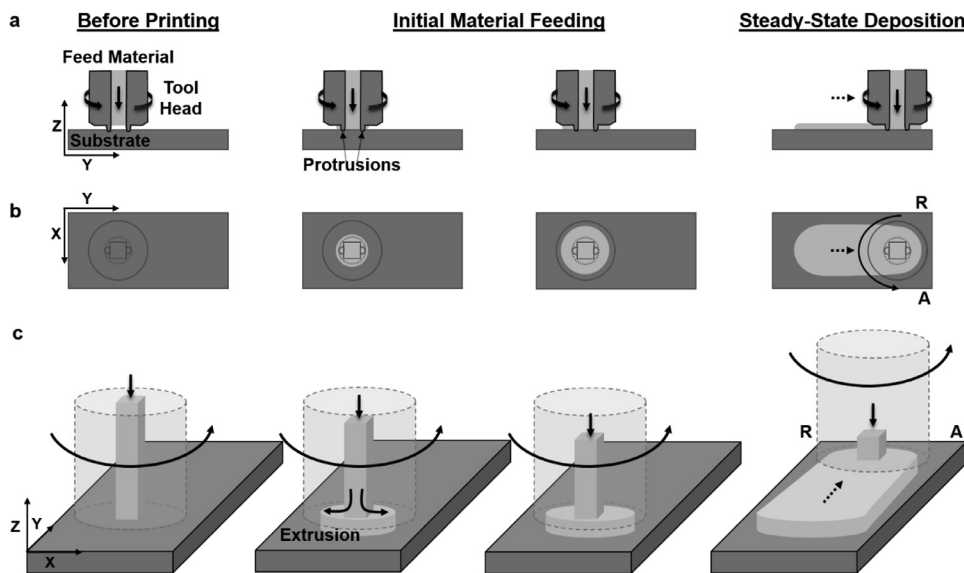 a
Before Printing
Initial Material Feeding
Steady-State Deposition
Feed Material
Tool
Head
Z
Substrate
Y
Protrusions
b
Y
X
R
A
c
R
A
Extrusion
Z
Y
X